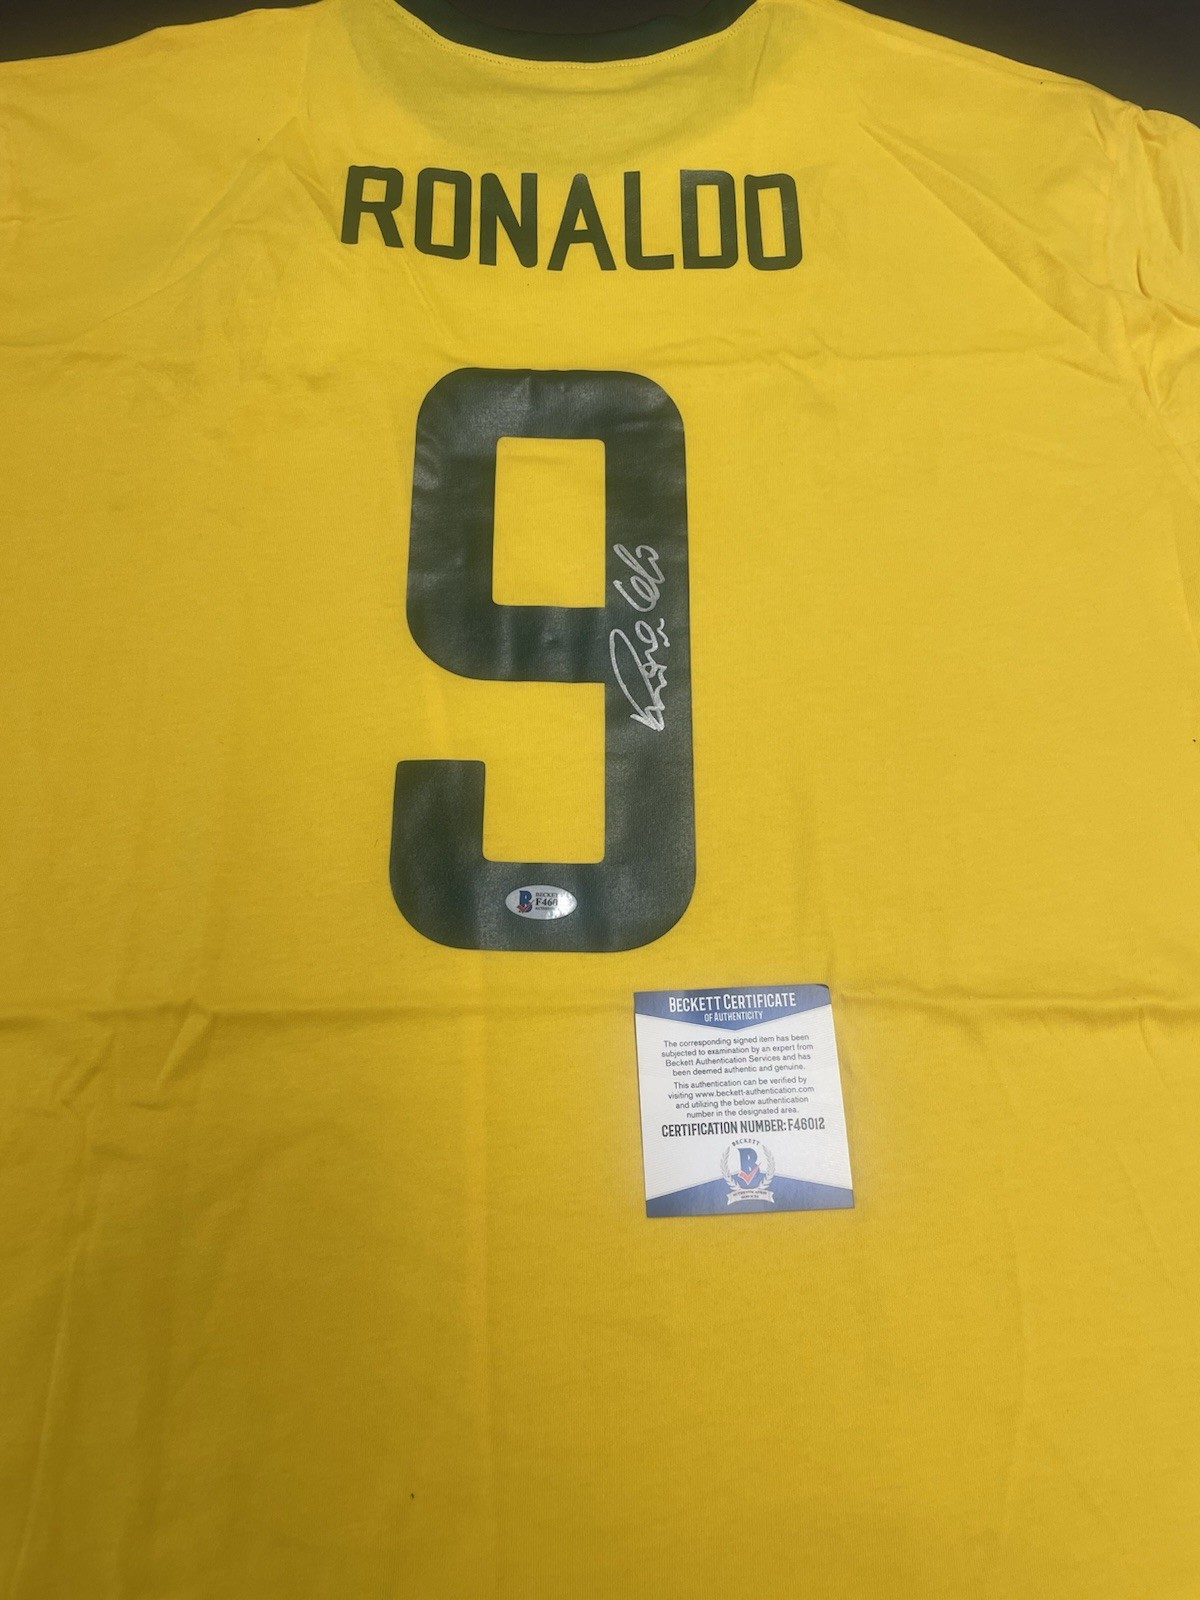 RONALDO
9
BECKETT
F460
BECKETT CERTIFICATE
OF AUTHENTICITY
The corresponding signed item has been
subjected to examination by an expert from
Beckett Authentication Services and has
been deemed authentic and genuine.
This authentication can be verified by
visiting www.beckett-authentication.com
and utilizing the below authentication
number in the designated area.
CERTIFICATION NUMBER: F46012
BECKETT
B